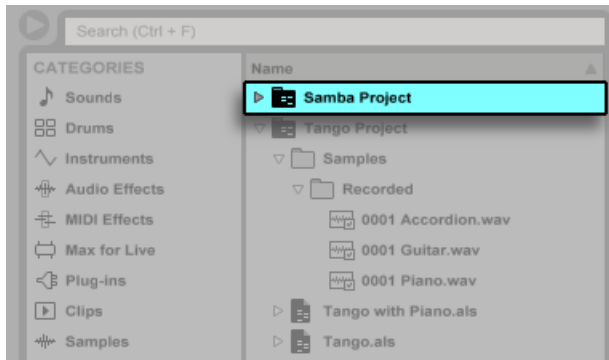 Search (Ctrl + F)
CATEGORIES
Sounds
Drums
Instruments
Audio Effects
MIDI Effects
Max for Live
Plug-ins
Clips
Samples
Name
Samba Project
Tango Project
Samples
Recorded
0001 Accordion.wav
0001 Guitar.wav
0001 Piano.wav
Tango with Piano.als
Tango.als